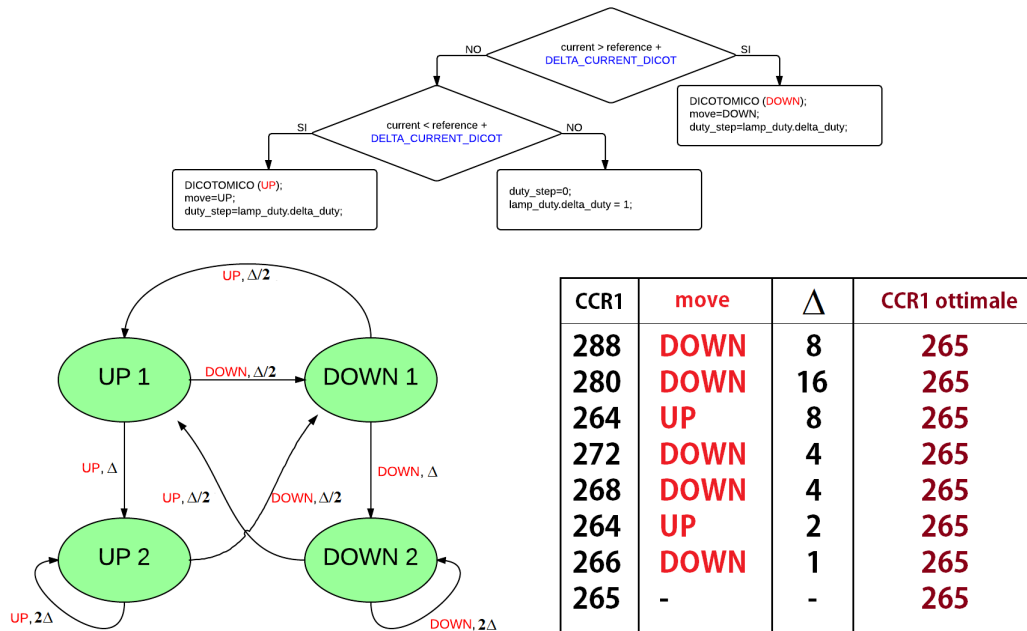 NO
current > reference +
DELTA_CURRENT_DICOT
SI
DICOTOMICO (DOWN);
move=DOWN;
duty_step=lamp_duty.delta_duty;
SI
current < reference +
DELTA_CURRENT_DICOT
NO
DICOTOMICO (UP);
move=UP;
duty_step=lamp_duty.delta_duty;
duty_step=0;
lamp_duty.delta_duty = 1;
UP, Δ/2
UP 1
DOWN, Δ/2
DOWN 1
UP, Δ
UP, Δ/2
DOWN, Δ/2
DOWN, Δ
UP 2
DOWN 2
UP, 2Δ
DOWN, 2Δ
CCR1 move Δ CCR1 ottimale
288 DOWN 8 265
280 DOWN 16 265
264 UP 8 265
272 DOWN 4 265
268 DOWN 4 265
264 UP 2 265
266 DOWN 1 265
265 - - 265